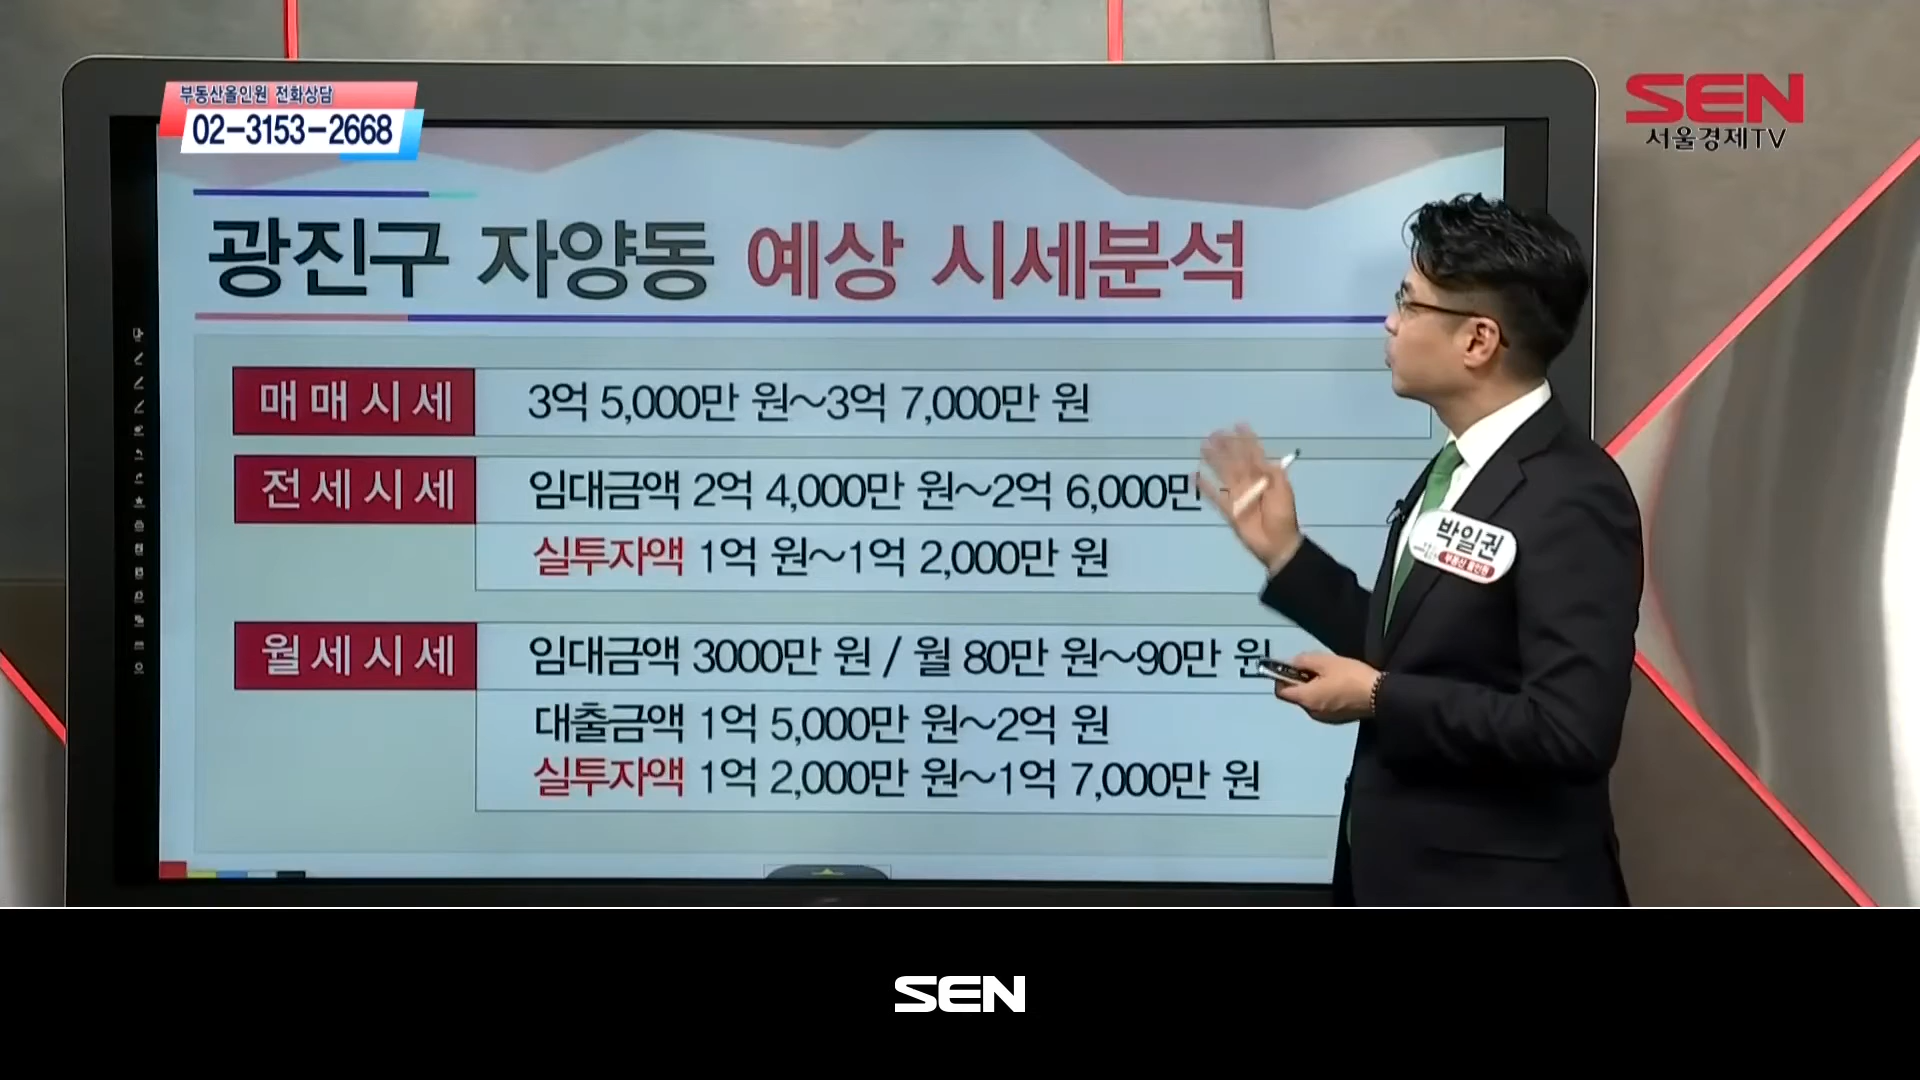 부동산올인원 전화상담
02-3153-2668
SEN
서울경제TV
광진구 자양동 예상 시세분석
매매시세
3억 5,000만 원~3억 7,000만 원
전세시세
임대금액 2억 4,000만 원~2억 6,000만
실투자액 1억 원~1억 2,000만 원
월세시세
임대금액 3000만 원 / 월 80만 원~90만 원
대출금액 1억 5,000만 원~2억 원
실투자액 1억 2,000만 원~1억 7,000만 원
박일권
부동산 올인원
SEN